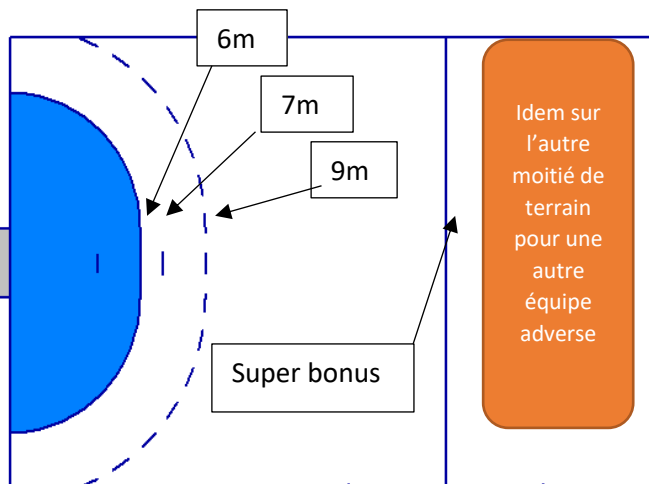 6m
7m
9m
Super bonus
Idem sur
l’autre
moitié de
terrain
pour une
autre
équipe
adverse